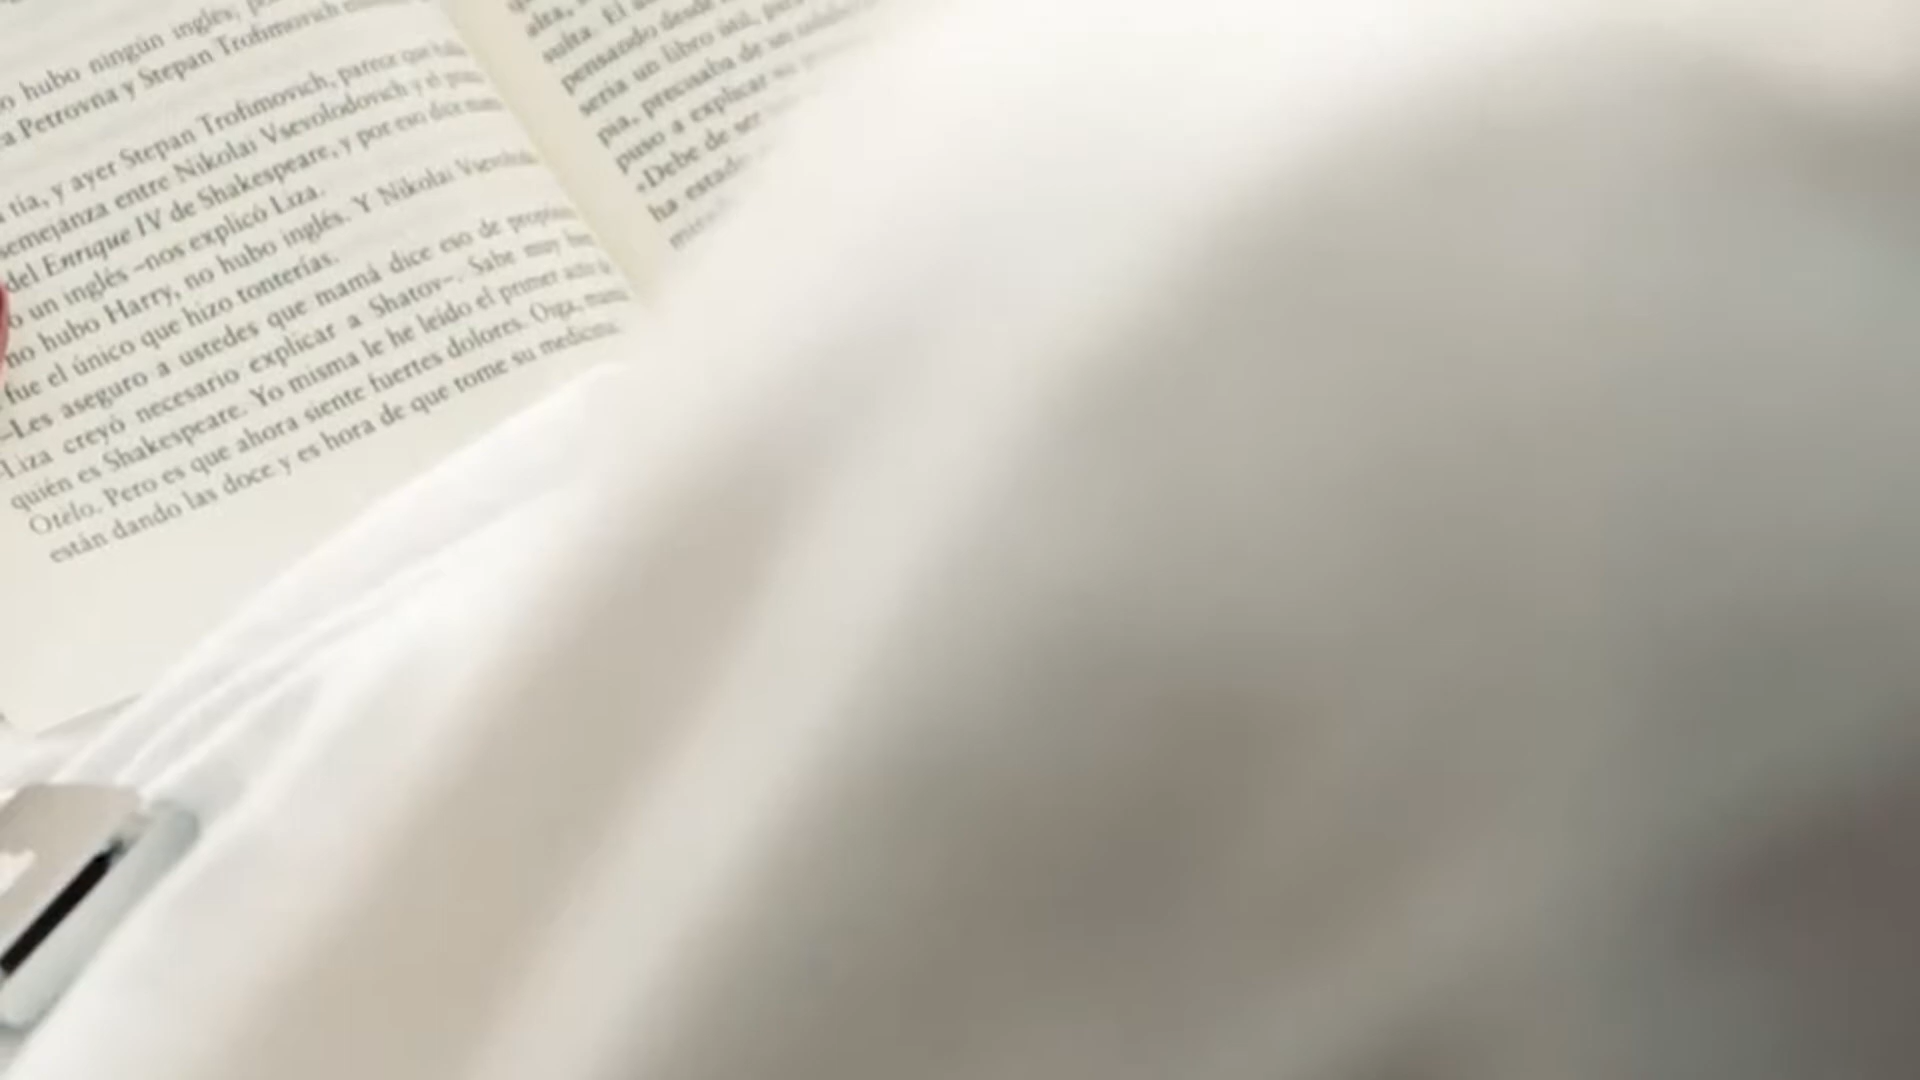 o hubo ningún inglés,
a Petrovna y Stepan Trofimovich
tía, y ayer Stepan Trofimovich, parece que
semejanza entre Nikolai Vsevolodovich y el
del Enrique IV de Shakespeare, y por eso dice
o un inglés –nos explicó Liza.
no hubo Harry, no hubo inglés. Y Nikolai
fue el único que hizo tonterías.
–Les aseguro a ustedes que mamá dice eso de
Liza creyó necesario explicar a Shatov–. Sabe muy
quién es Shakespeare. Yo misma le he leído el primer acto
Otelo. Pero es que ahora siente fuertes dolores. Oiga,
están dando las doce y es hora de que tome su medicina.
alta,
sulta. El
pensando desde
sería un libro útil,
pia, precisaba de un
puso a explicar su
«Debe de ser
ha estado